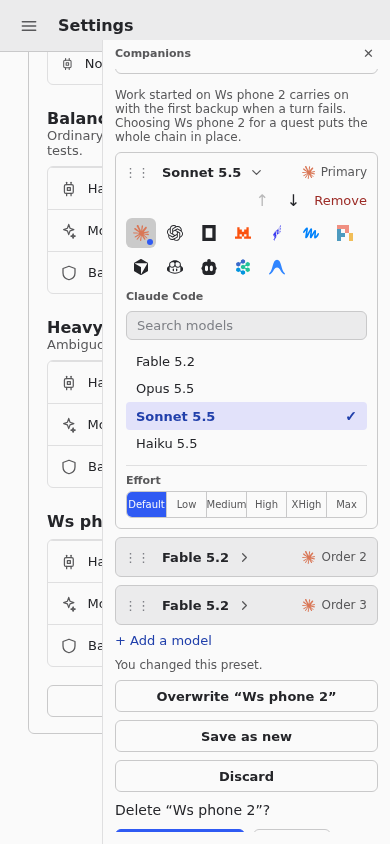 Settings
Companions
Work started on Ws phone 2 carries on
with the first backup when a turn fails.
Choosing Ws phone 2 for a quest puts the
whole chain in place.
Sonnet 5.5
Primary
Remove
Claude Code
Search models
Fable 5.2
Opus 5.5
Sonnet 5.5
Haiku 5.5
Effort
Default Low Medium High XHigh Max
Fable 5.2
Order 2
Fable 5.2
Order 3
+ Add a model
You changed this preset.
Overwrite “Ws phone 2”
Save as new
Discard
Delete “Ws phone 2”?
No
Balanc
Ordinary
tests.
Ha
Mo
Ba
Heavy
Ambiguo
Ha
Mo
Ba
Ws ph
Ha
Mo
Ba